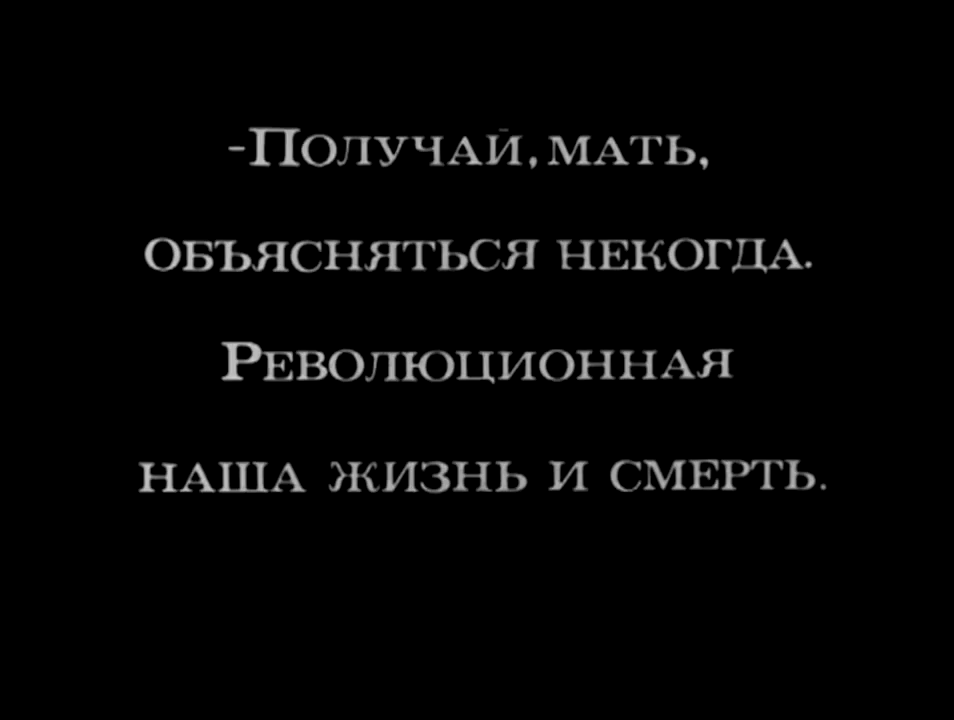 -Получай, мать,
объясняться некогда.
Революционная
наша жизнь и смерть.